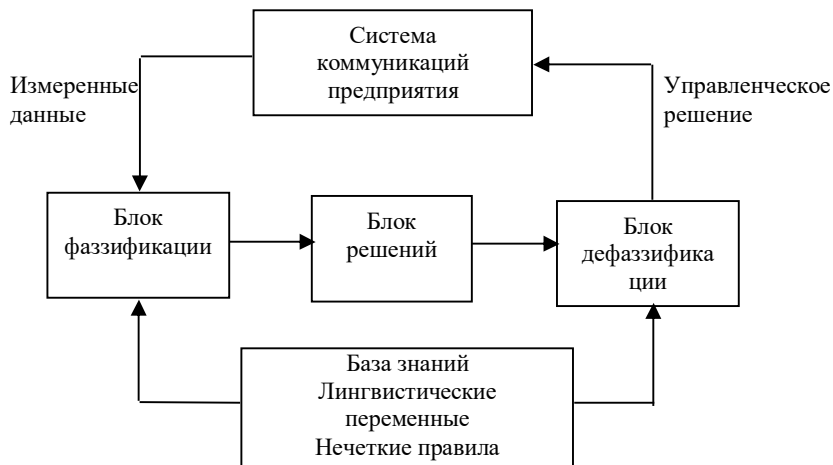 Система
коммуникаций
предприятия
Измеренные
данные
Управленческое
решение
Блок
фаззификации
Блок
решений
Блок
дефаззифика
ции
База знаний
Лингвистические
переменные
Нечеткие правила